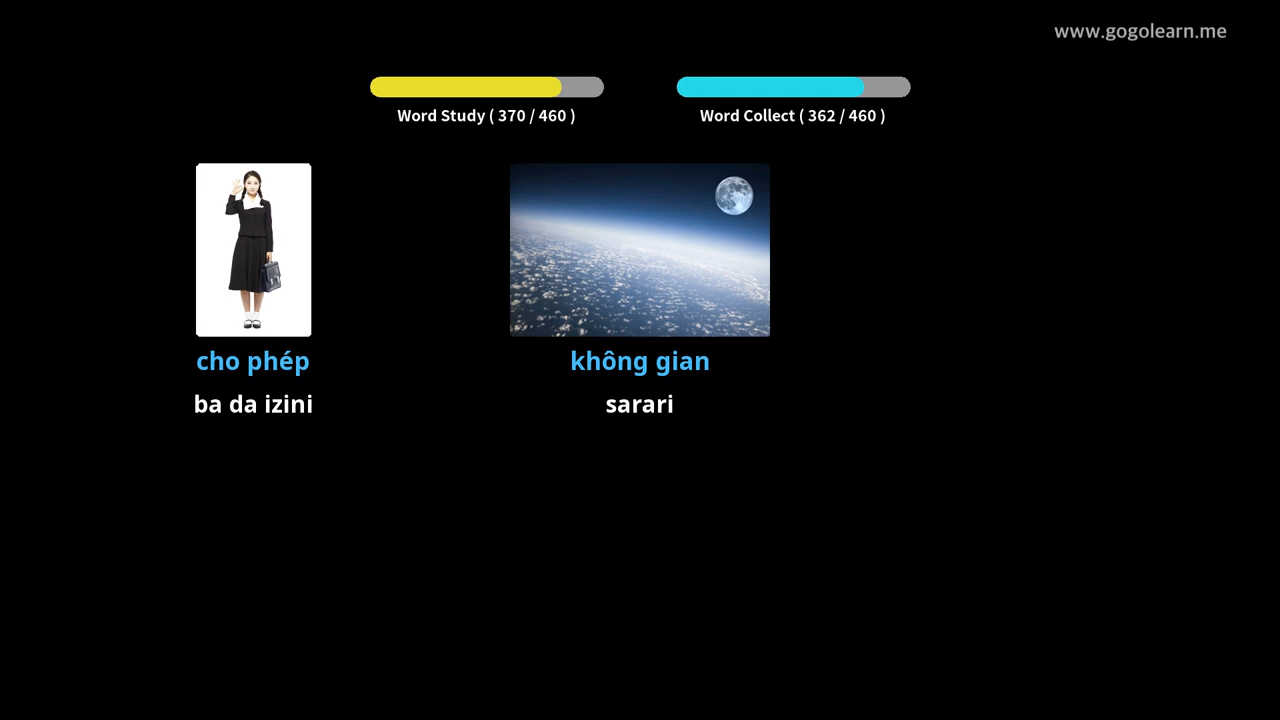 www.gogolearn.me
Word Study ( 370 / 460 )
Word Collect ( 362 / 460 )
cho phép
ba da izini
không gian
sarari